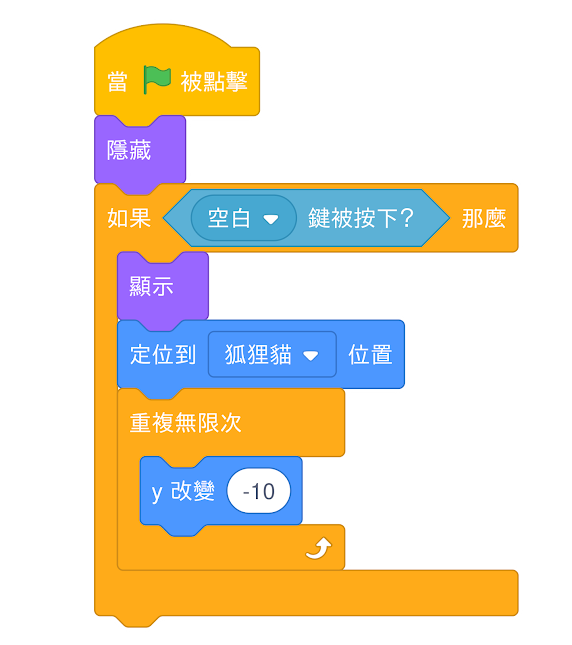 當 被點擊
隱藏
如果 空白 鍵被按下? 那麼
顯示
定位到 狐狸貓 位置
重複無限次
y 改變 -10